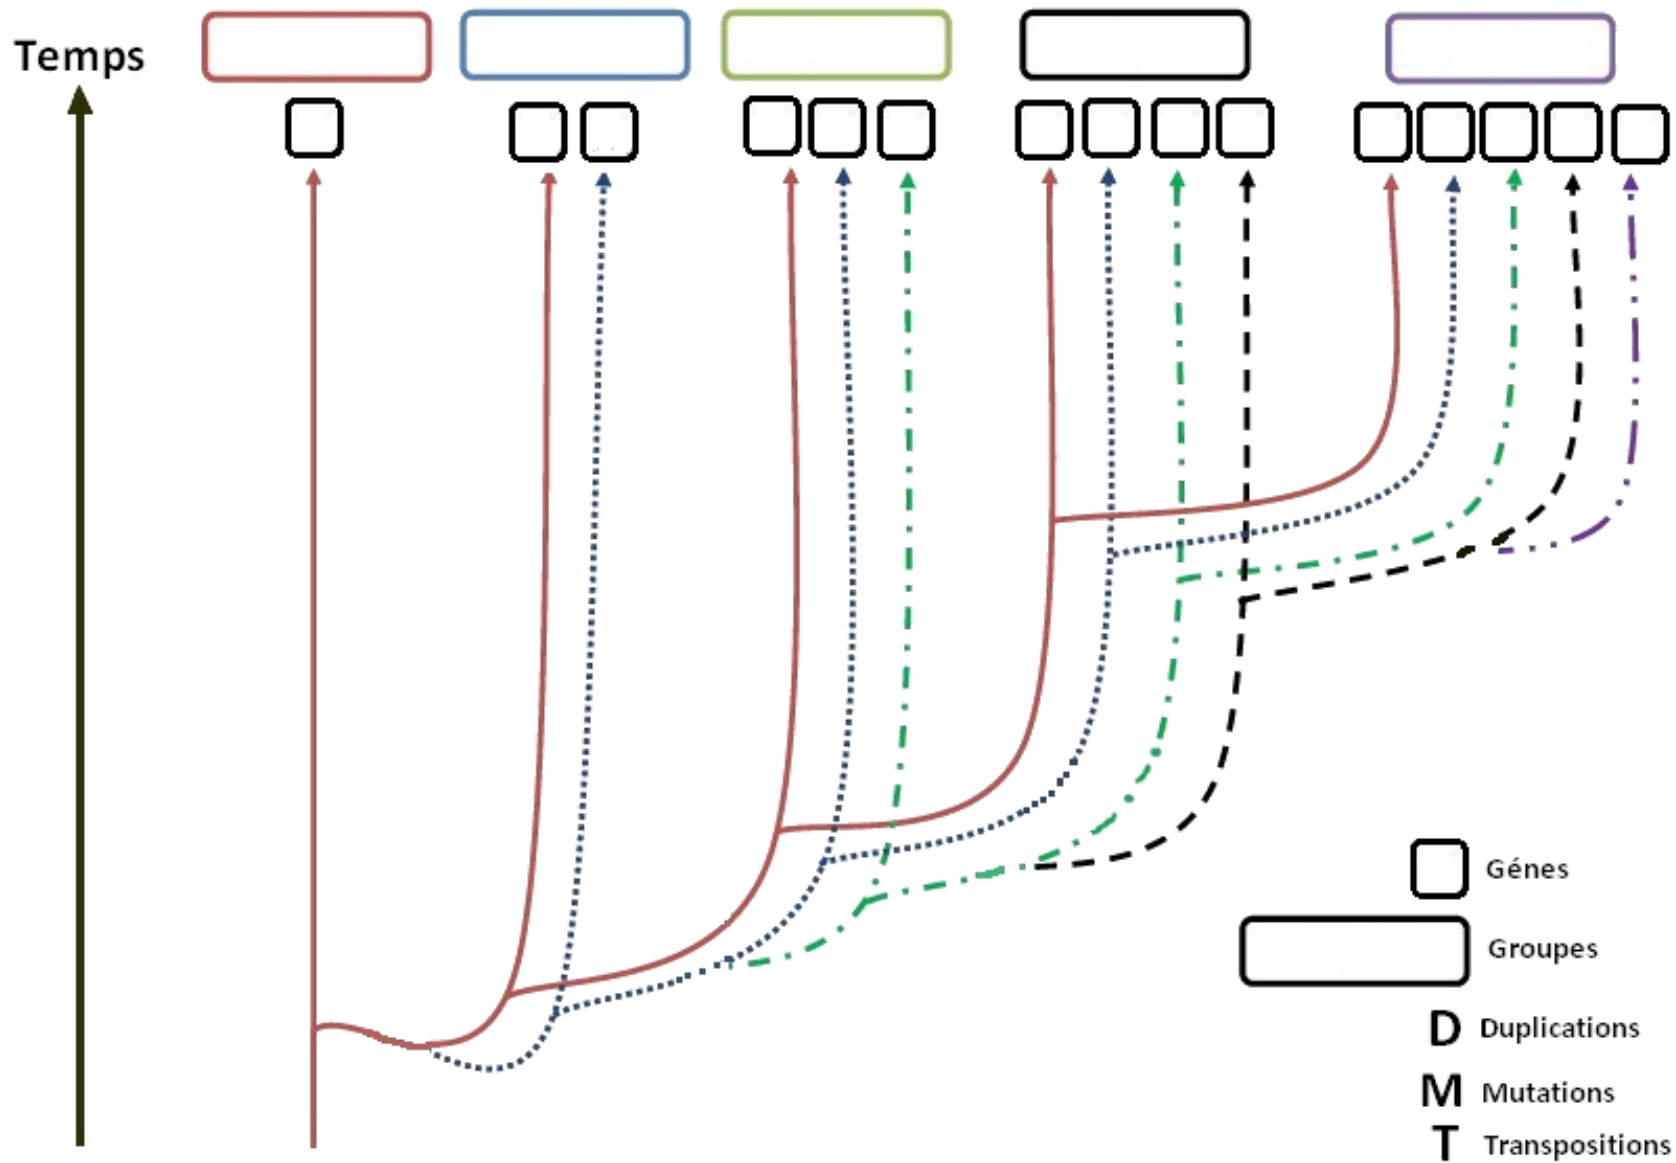 Temps
Génes
Groupes
D Duplications
M Mutations
T Transpositions